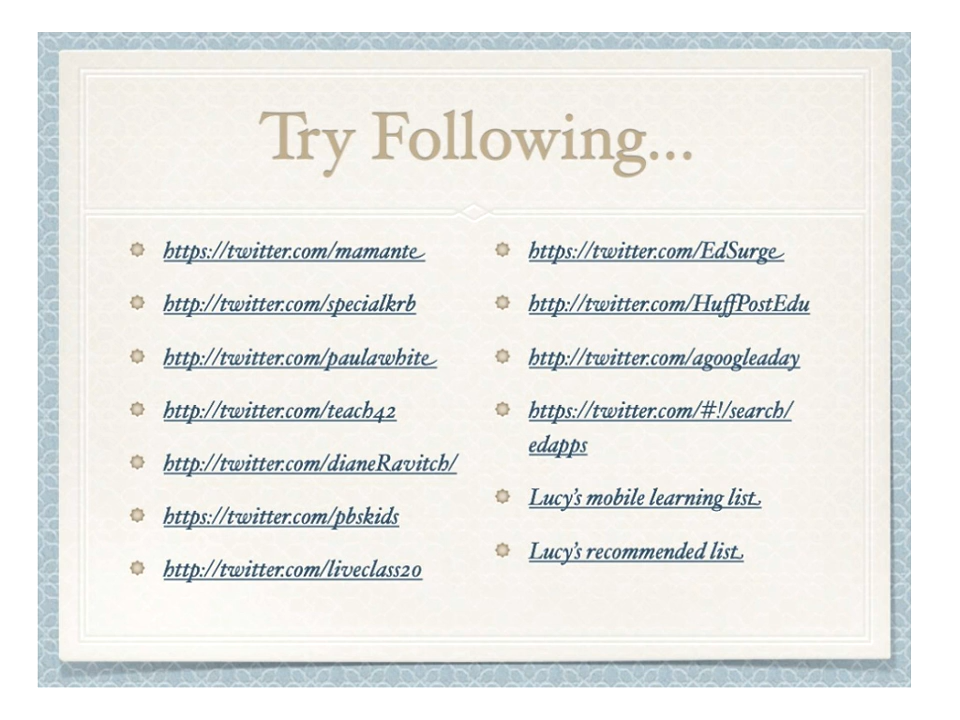 Try Following...
https://twitter.com/mamante
http://twitter.com/specialkrb
http://twitter.com/paulawhite
http://twitter.com/teach42
http://twitter.com/dianeRavitch/
https://twitter.com/pbskids
http://twitter.com/liveclass20
https://twitter.com/EdSurge
http://twitter.com/HuffPostEdu
http://twitter.com/agoogleaday
https://twitter.com/#!/search/
edapps
Lucy's mobile learning list
Lucy's recommended list